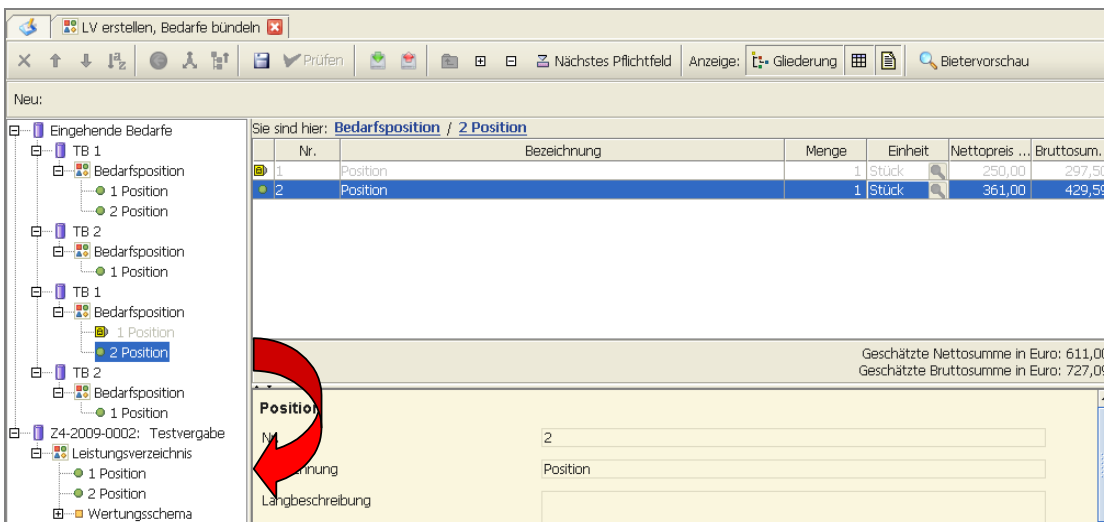 LV erstellen, Bedarfe bündeln
Prüfen Nächstes Pflichtfeld Anzeige: Gliederung Bietervorschau
Neu:
Eingehende Bedarfe
TB 1
Bedarfsposition
1 Position
2 Position
TB 2
Bedarfsposition
1 Position
TB 1
Bedarfsposition
1 Position
2 Position
TB 2
Bedarfsposition
1 Position
Z4-2009-0002: Testvergabe
Leistungsverzeichnis
1 Position
2 Position
Wertungsschema
Sie sind hier: Bedarfsposition / 2 Position
Nr. Bezeichnung Menge Einheit Nettopreis ... Bruttosum.
1 Position 1 Stück 250,00 297,50
2 Position 1 Stück 361,00 429,59
Geschätzte Nettosumme in Euro: 611,00
Geschätzte Bruttosumme in Euro: 727,09
Position
2
Position
Langbeschreibung